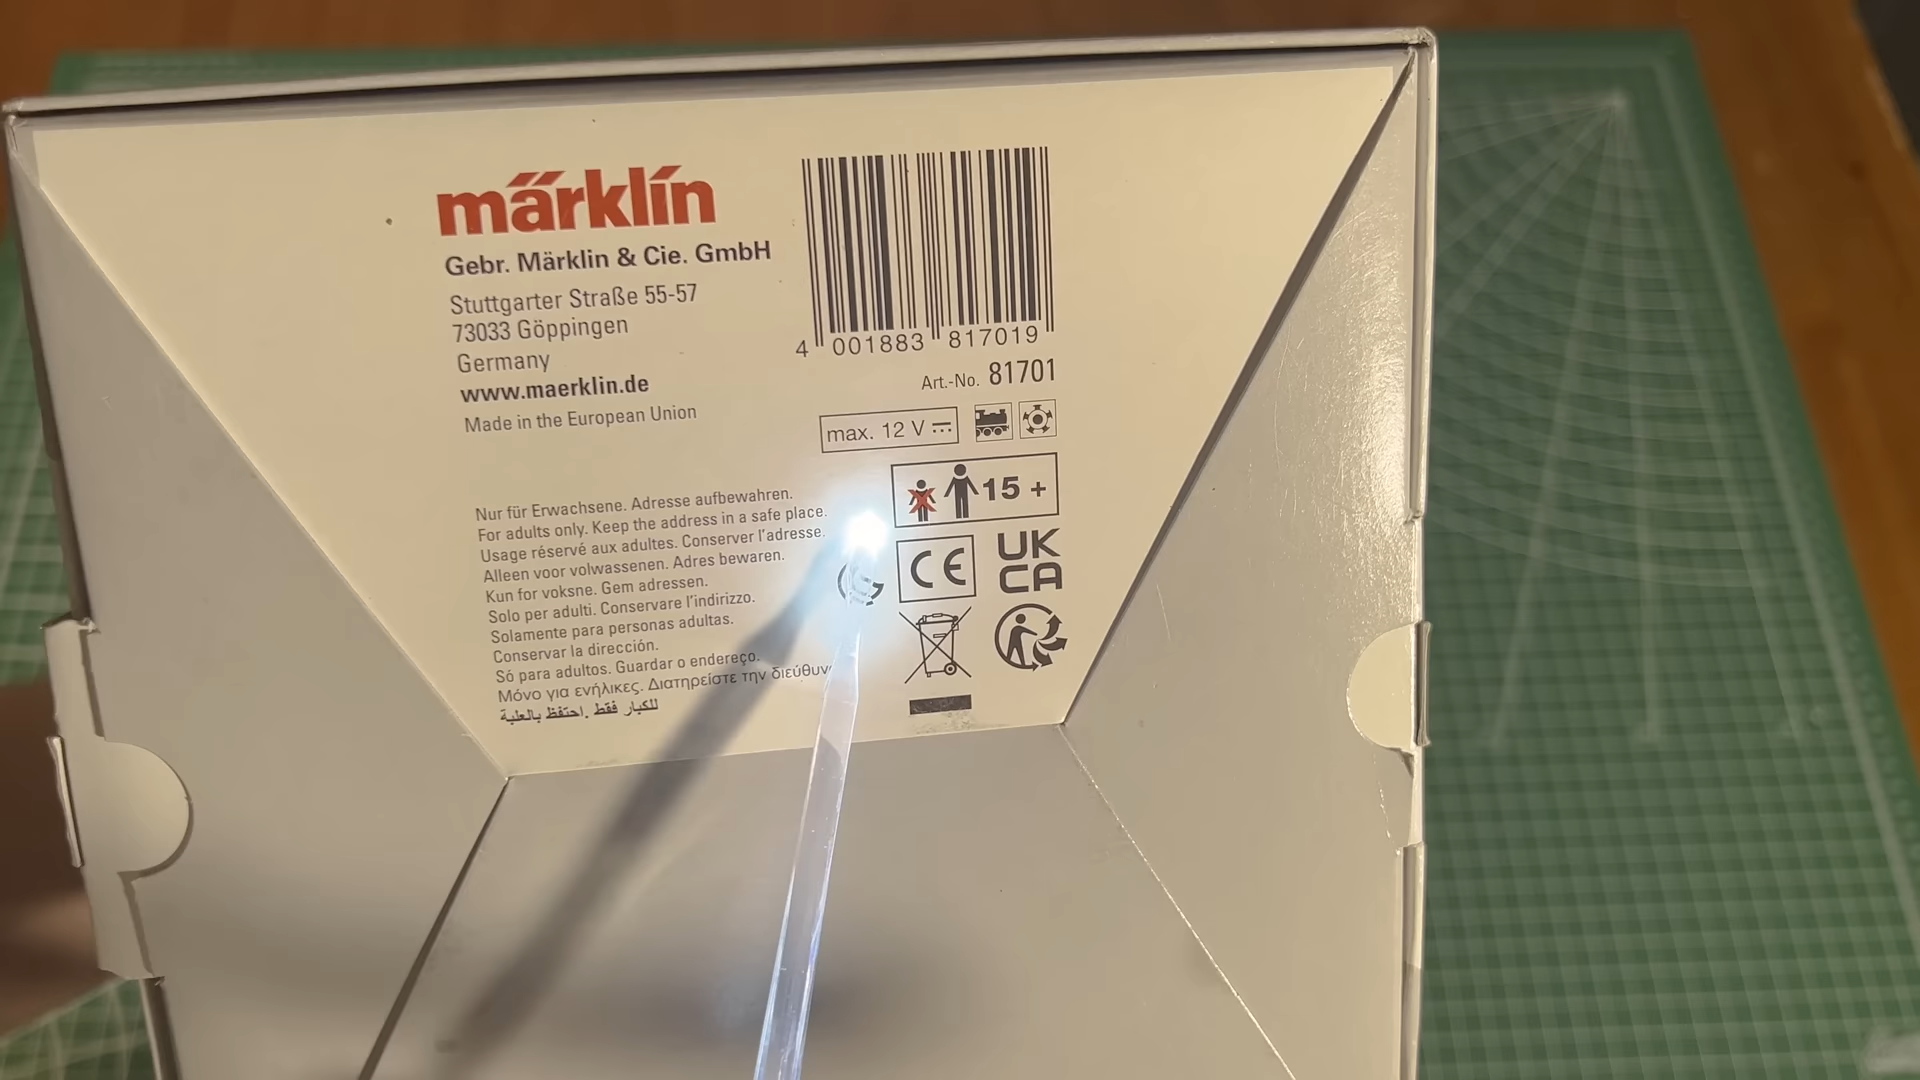 märklin
Gebr. Märklin & Cie. GmbH
Stuttgarter Straße 55-57
73033 Göppingen
Germany
www.maerklin.de
Made in the European Union
4 001883 817019
Art.-No. 81701
max. 12 V
15 +
Nur für Erwachsene. Adresse aufbewahren.
For adults only. Keep the address in a safe place.
Usage réservé aux adultes. Conserver l'adresse.
Alleen voor volwassenen. Adres bewaren.
Kun for voksne. Gem adressen.
Solo per adulti. Conservare l'indirizzo.
Solamente para personas adultas.
Conservar la dirección.
Só para adultos. Guardar o endereço.
Μόνο για ενήλικες. Διατηρείστε την
للكبار فقط. احتفظ بالعلبة
CE
UK
CA